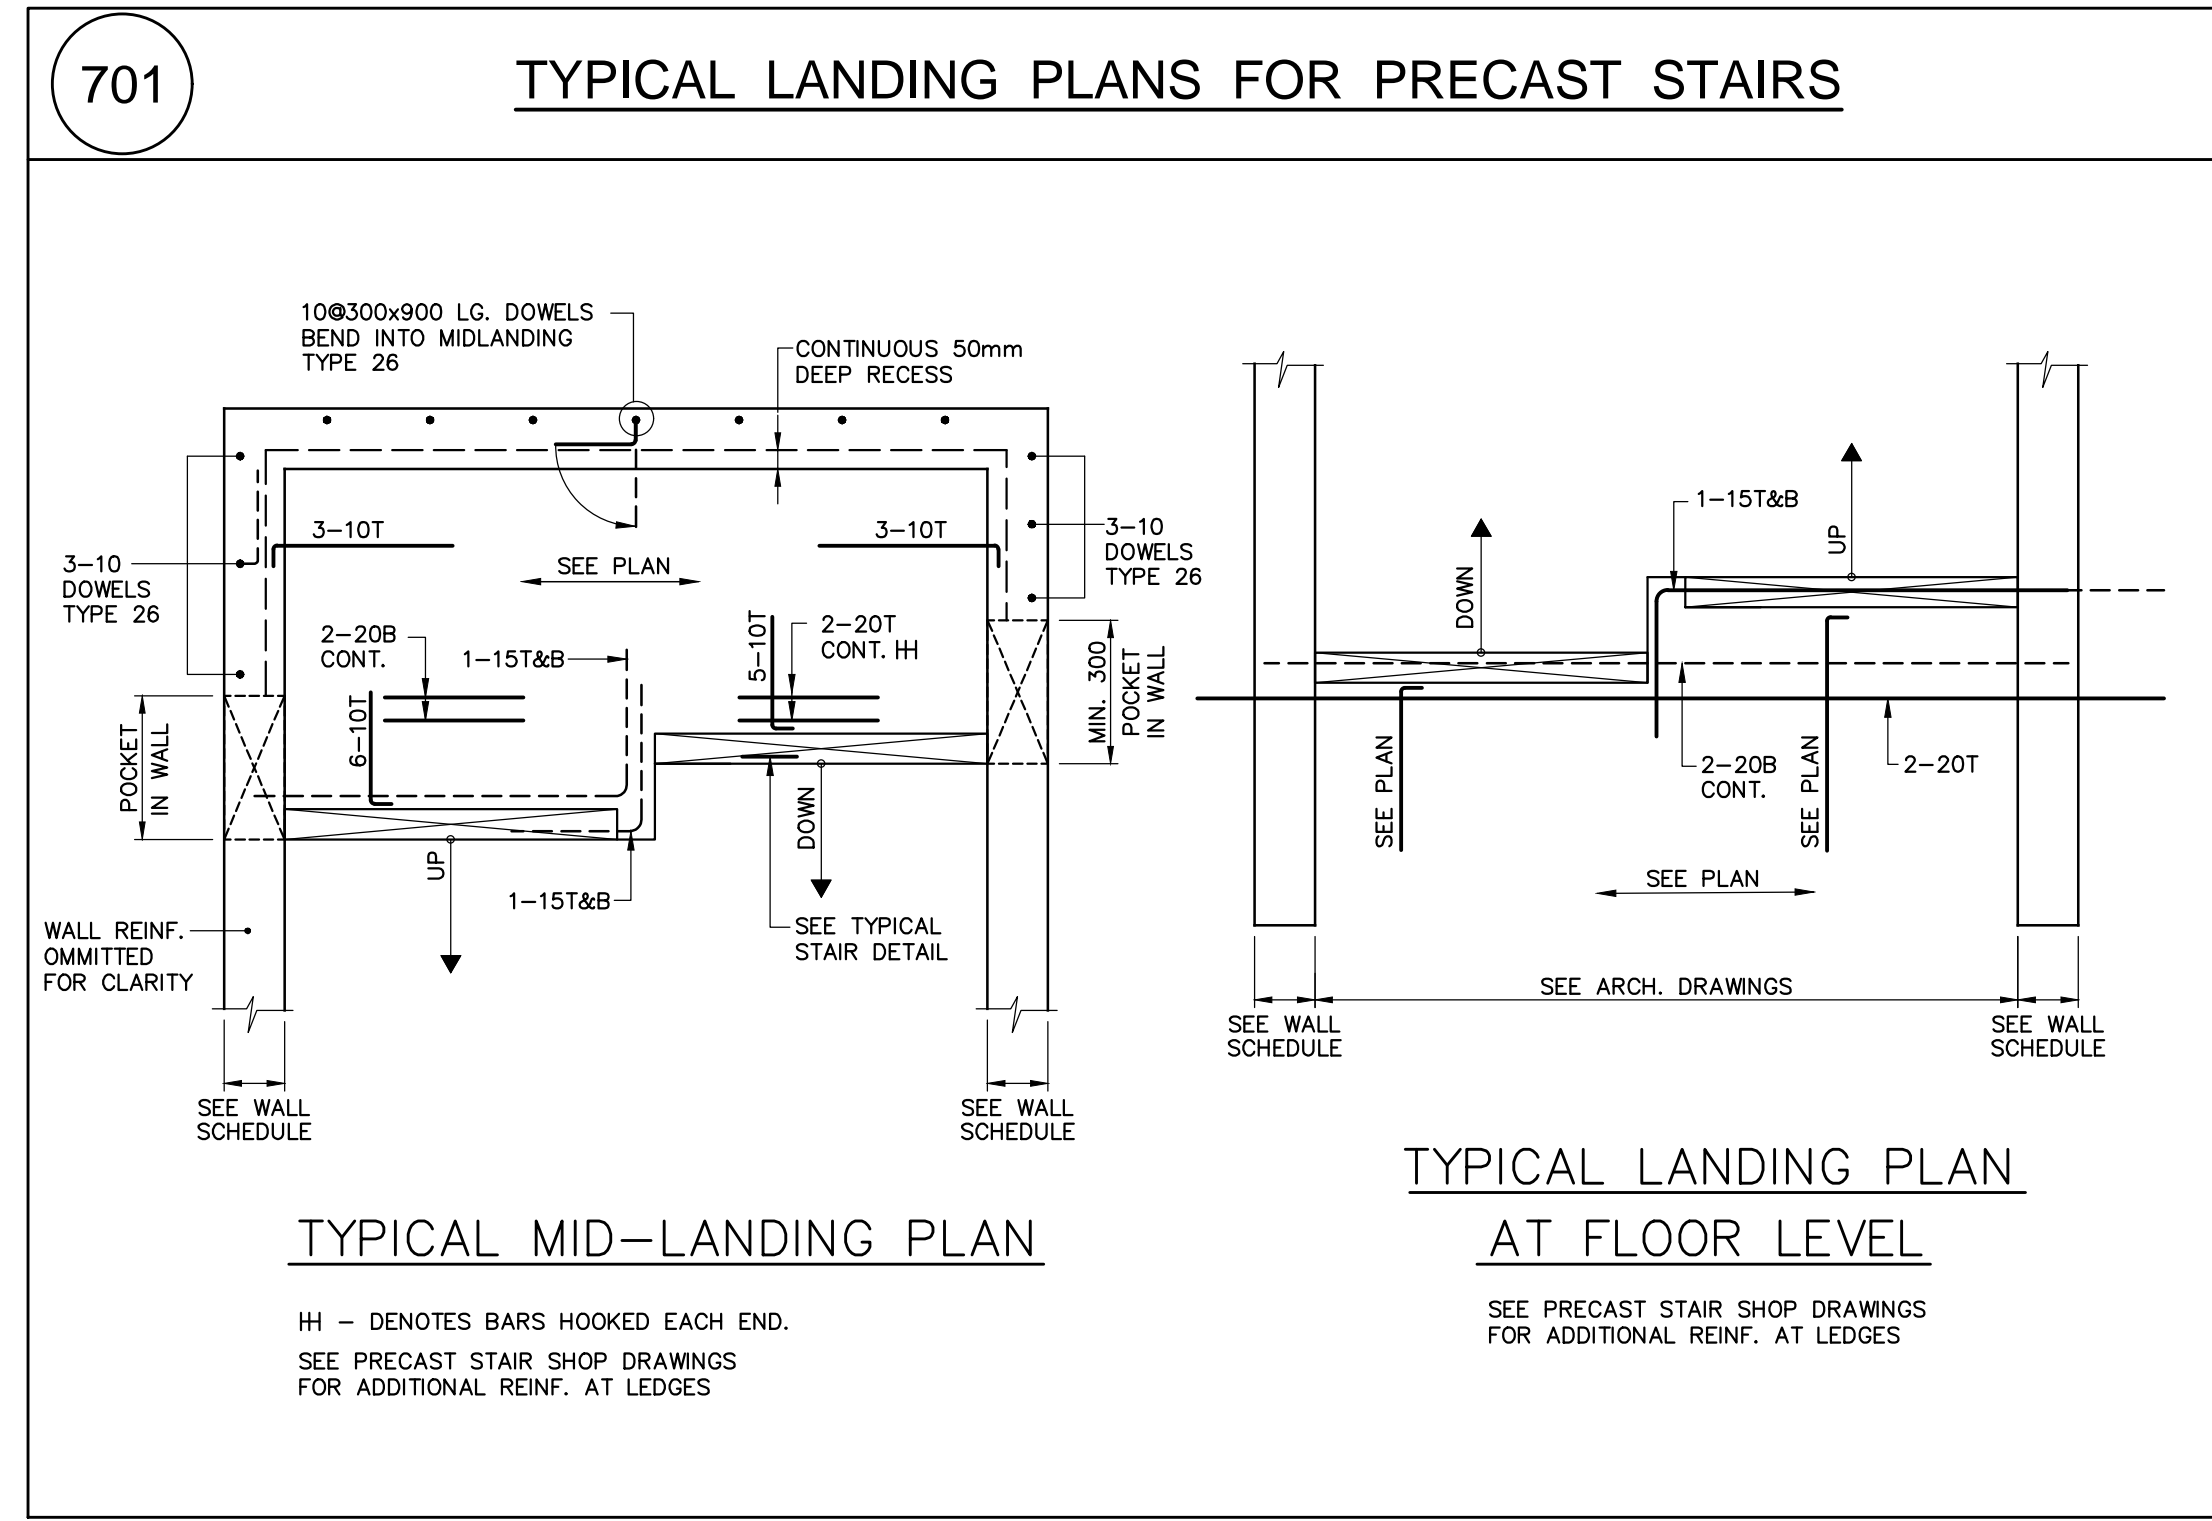 701
TYPICAL LANDING PLANS FOR PRECAST STAIRS
10@300x900 LG. DOWELS
BEND INTO MIDLANDING
TYPE 26
CONTINUOUS 50mm
DEEP RECESS
3-10T
3-10T
3-10
DOWELS
TYPE 26
3-10
DOWELS
TYPE 26
SEE PLAN
2-20B
CONT.
1-15T&B
5-10T
2-20T
CONT. HH
6-10T
POCKET
IN WALL
MIN. 300
POCKET
IN WALL
UP
DOWN
1-15T&B
SEE TYPICAL
STAIR DETAIL
WALL REINF.
OMMITTED
FOR CLARITY
SEE WALL
SCHEDULE
SEE WALL
SCHEDULE
TYPICAL MID-LANDING PLAN
HH - DENOTES BARS HOOKED EACH END.
SEE PRECAST STAIR SHOP DRAWINGS
FOR ADDITIONAL REINF. AT LEDGES
1-15T&B
UP
DOWN
SEE PLAN
2-20B
CONT.
SEE PLAN
2-20T
SEE PLAN
SEE ARCH. DRAWINGS
SEE WALL
SCHEDULE
SEE WALL
SCHEDULE
TYPICAL LANDING PLAN
AT FLOOR LEVEL
SEE PRECAST STAIR SHOP DRAWINGS
FOR ADDITIONAL REINF. AT LEDGES